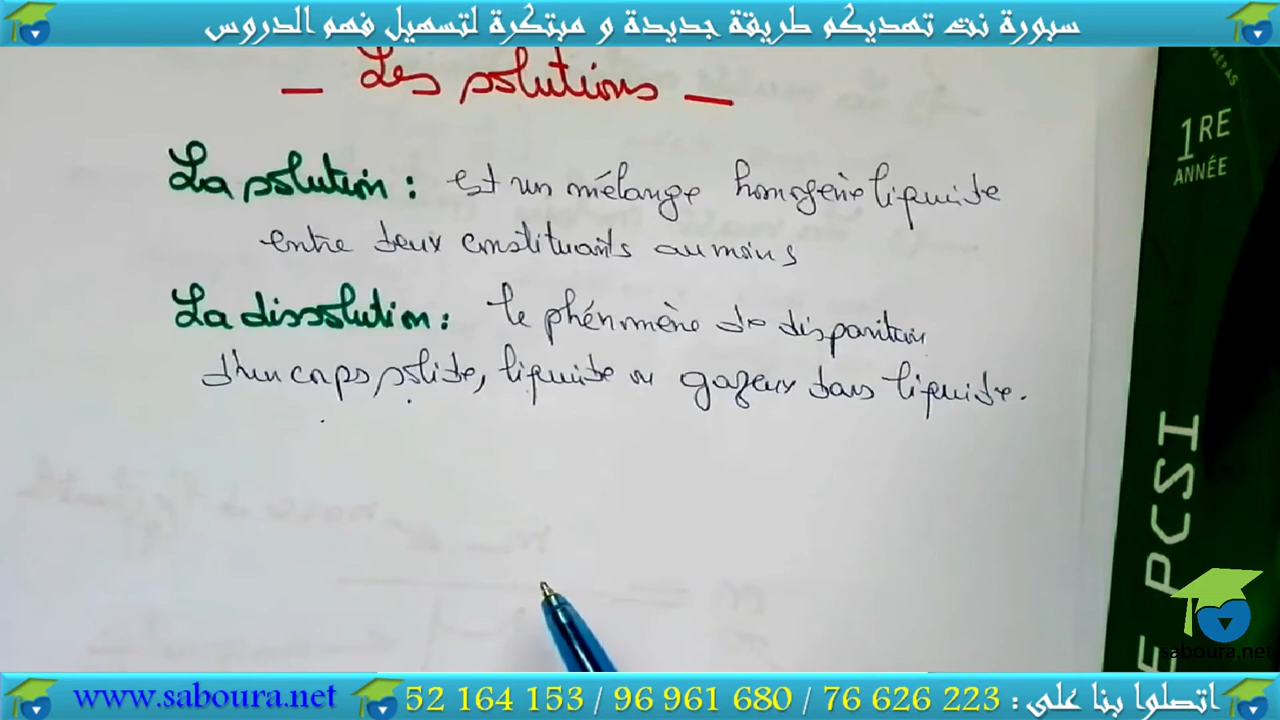 سبورة نت تهديكم طريقة جديدة و مبتكرة لتسهيل فهم الدروس
- Les solutions -
La solution : est un mélange homogène liquide
entre deux constituants au moins
La dissolution : le phénomène de disparition
d'un corps solide, liquide ou gazeux dans liquide.
PRÉPAS
1RE
ANNÉE
E PCSI
saboura.net
www.saboura.net 52 164 153 / 96 961 680 / 76 626 223 : اتصلوا بنا على